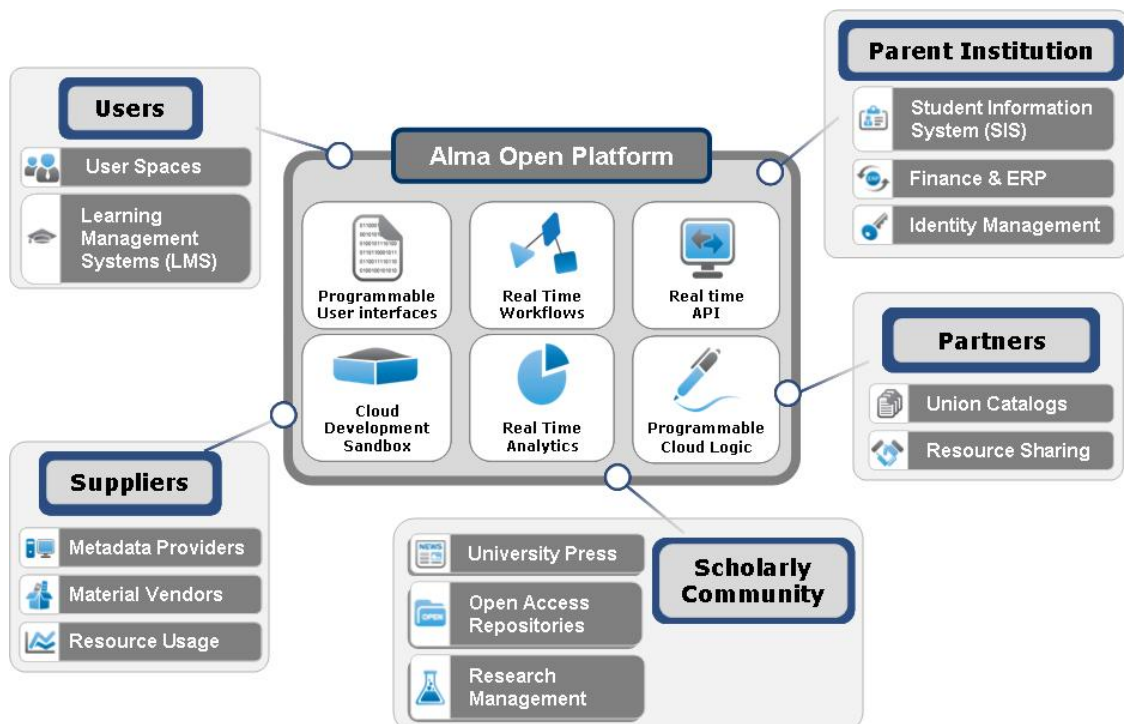 Users
User Spaces
Learning
Management
Systems (LMS)
Alma Open Platform
Programmable
User interfaces
Real Time
Workflows
Real time
API
Cloud
Development
Sandbox
Real Time
Analytics
Programmable
Cloud Logic
Parent Institution
Student Information
System (SIS)
Finance & ERP
Identity Management
Partners
Union Catalogs
Resource Sharing
Suppliers
Metadata Providers
Material Vendors
Resource Usage
NEWS
University Press
OPEN
Open Access
Repositories
Research
Management
Scholarly
Community